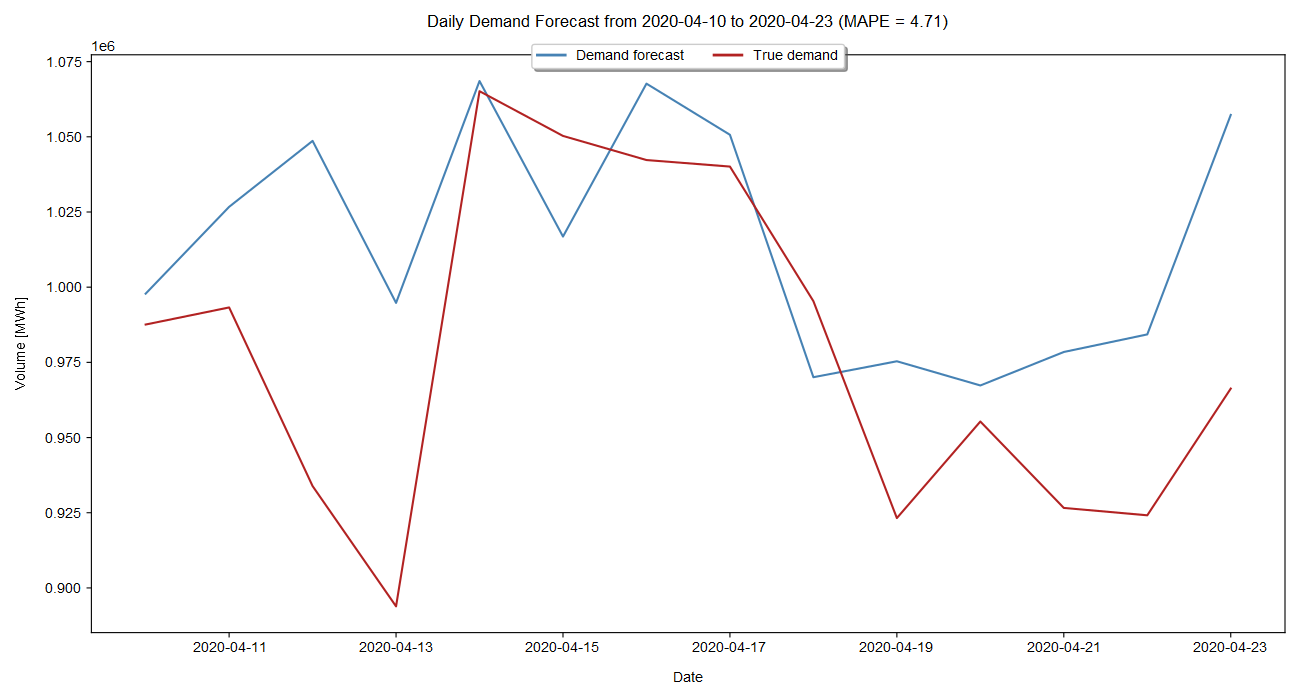 Daily Demand Forecast from 2020-04-10 to 2020-04-23 (MAPE = 4.71)
1e6
Demand forecast
True demand
1.075
1.050
1.025
1.000
0.975
0.950
0.925
0.900
Volume [MWh]
2020-04-11
2020-04-13
2020-04-15
2020-04-17
2020-04-19
2020-04-21
2020-04-23
Date